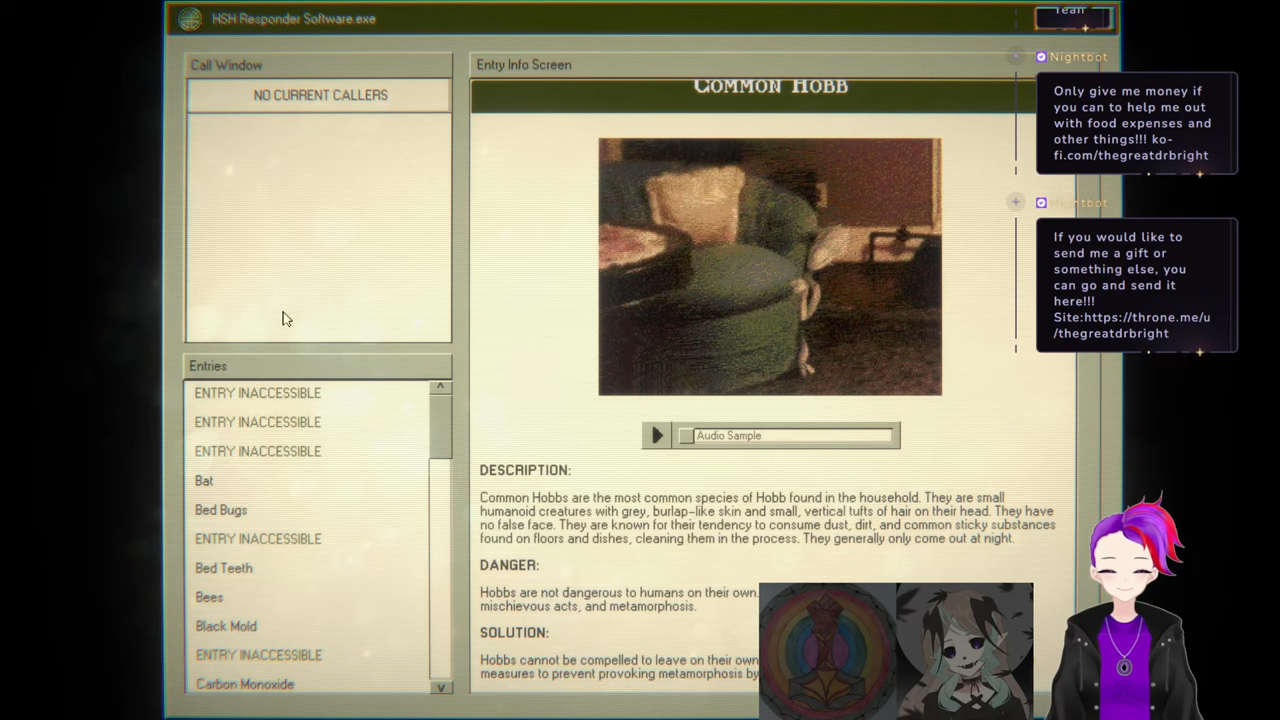 HSH Responder Software.exe
Call Window
NO CURRENT CALLERS
Entries
ENTRY INACCESSIBLE
ENTRY INACCESSIBLE
ENTRY INACCESSIBLE
Bat
Bed Bugs
ENTRY INACCESSIBLE
Bed Teeth
Bees
Black Mold
ENTRY INACCESSIBLE
Carbon Monoxide
Entry Info Screen
COMMON HOBB
Audio Sample
DESCRIPTION:
Common Hobbs are the most common species of Hobb found in the household. They are small
humanoid creatures with grey, burlap-like skin and small, vertical tufts of hair on their head. They have
no false face. They are known for their tendency to consume dust, dirt, and common sticky substances
found on floors and dishes, cleaning them in the process. They generally only come out at night.
DANGER:
Hobbs are not dangerous to humans on their own.
mischievous acts, and metamorphosis.
SOLUTION:
Hobbs cannot be compelled to leave on their own
measures to prevent provoking metamorphosis by
Yeah
Nightbot
Only give me money if
you can to help me out
with food expenses and
other things!!! ko-
fi.com/thegreatdrbright
Nightbot
If you would like to
send me a gift or
something else, you
can go and send it
here!!!
Site:https://throne.me/u
/thegreatdrbright